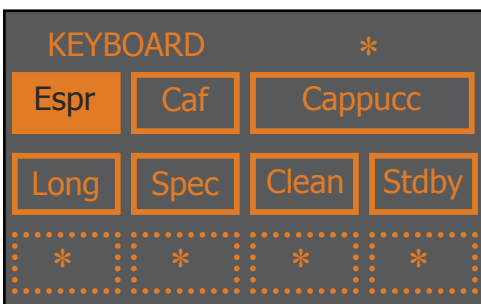 KEYBOARD *
Espr Caf Cappucc
Long Spec Clean Stdby
* * * *